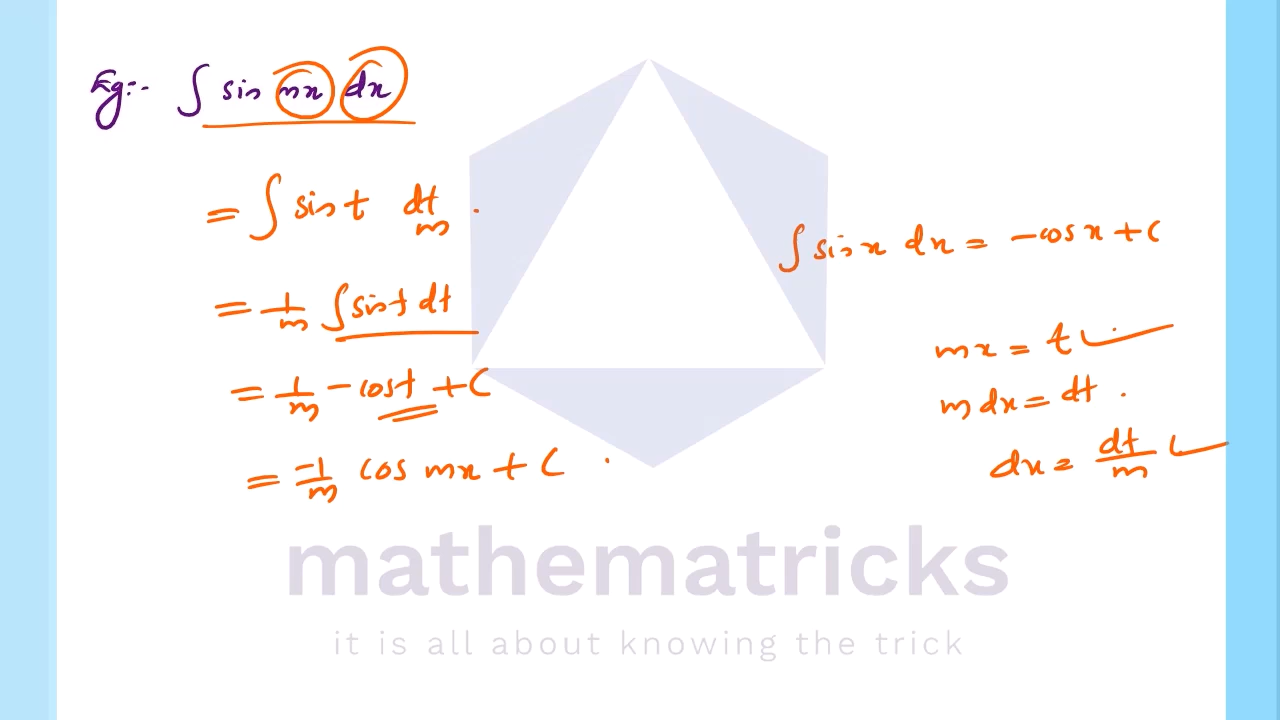 Eg:- ∫ sin mx dx
= ∫ sin t dt/m .
= 1/m ∫ sin t dt
= 1/m - cos t + C
= -1/m cos mx + C .
∫ sin x dx = - cos x + C
mx = t
m dx = dt .
dx = dt/m
mathematricks
it is all about knowing the trick